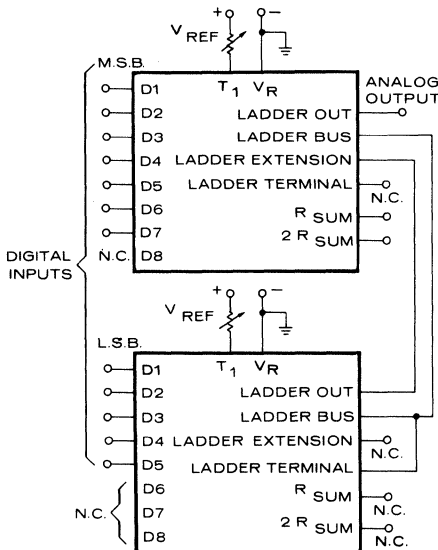 + −
V REF
M.S.B.
T1 VR
ANALOG
OUTPUT
D1
D2 LADDER OUT
D3 LADDER BUS
D4 LADDER EXTENSION
D5 LADDER TERMINAL
N.C.
D6 R SUM
D7 2 R SUM
N.C. D8
DIGITAL
INPUTS
+ −
V REF
L.S.B.
T1 VR
D1
D2 LADDER OUT
D3 LADDER BUS
D4 LADDER EXTENSION
N.C.
D5 LADDER TERMINAL
D6 R SUM
N.C.
N.C. D7
D8 2 R SUM
N.C.